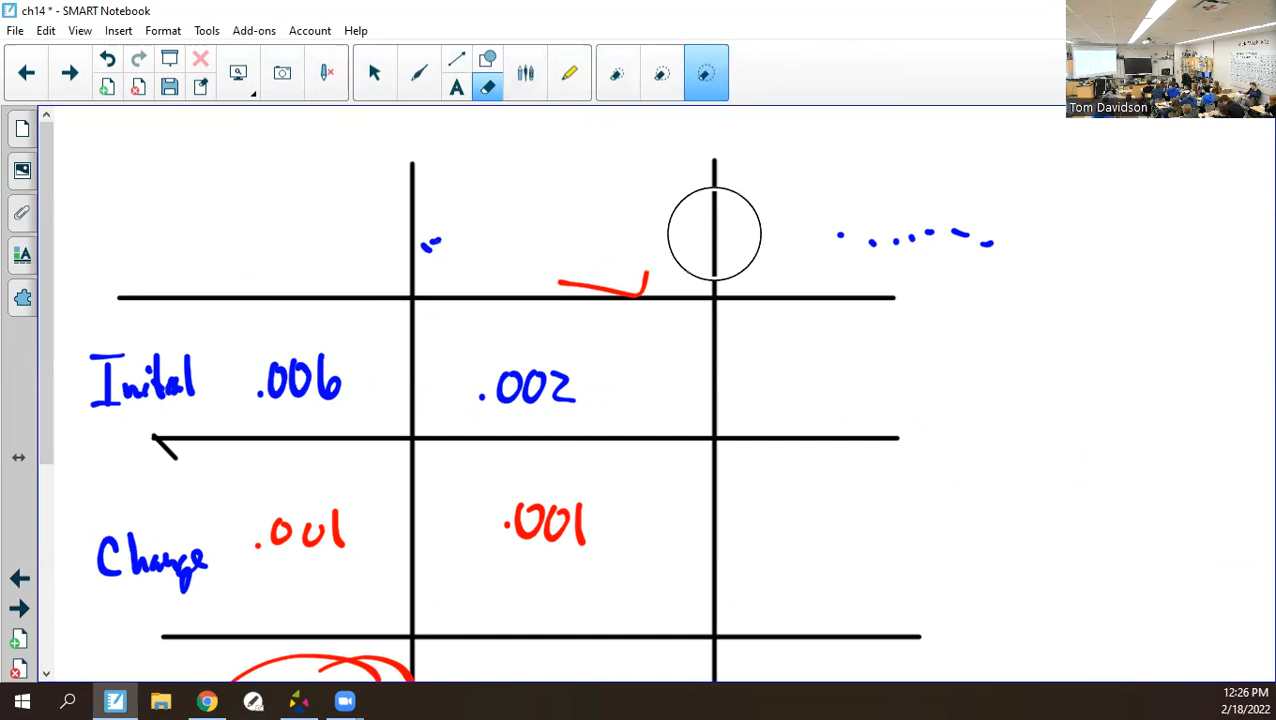 ch14 * - SMART Notebook
File Edit View Insert Format Tools Add-ons Account Help
A
Tom Davidson
A
Initial .006 .002
Change .001 .001
12:26 PM
2/18/2022